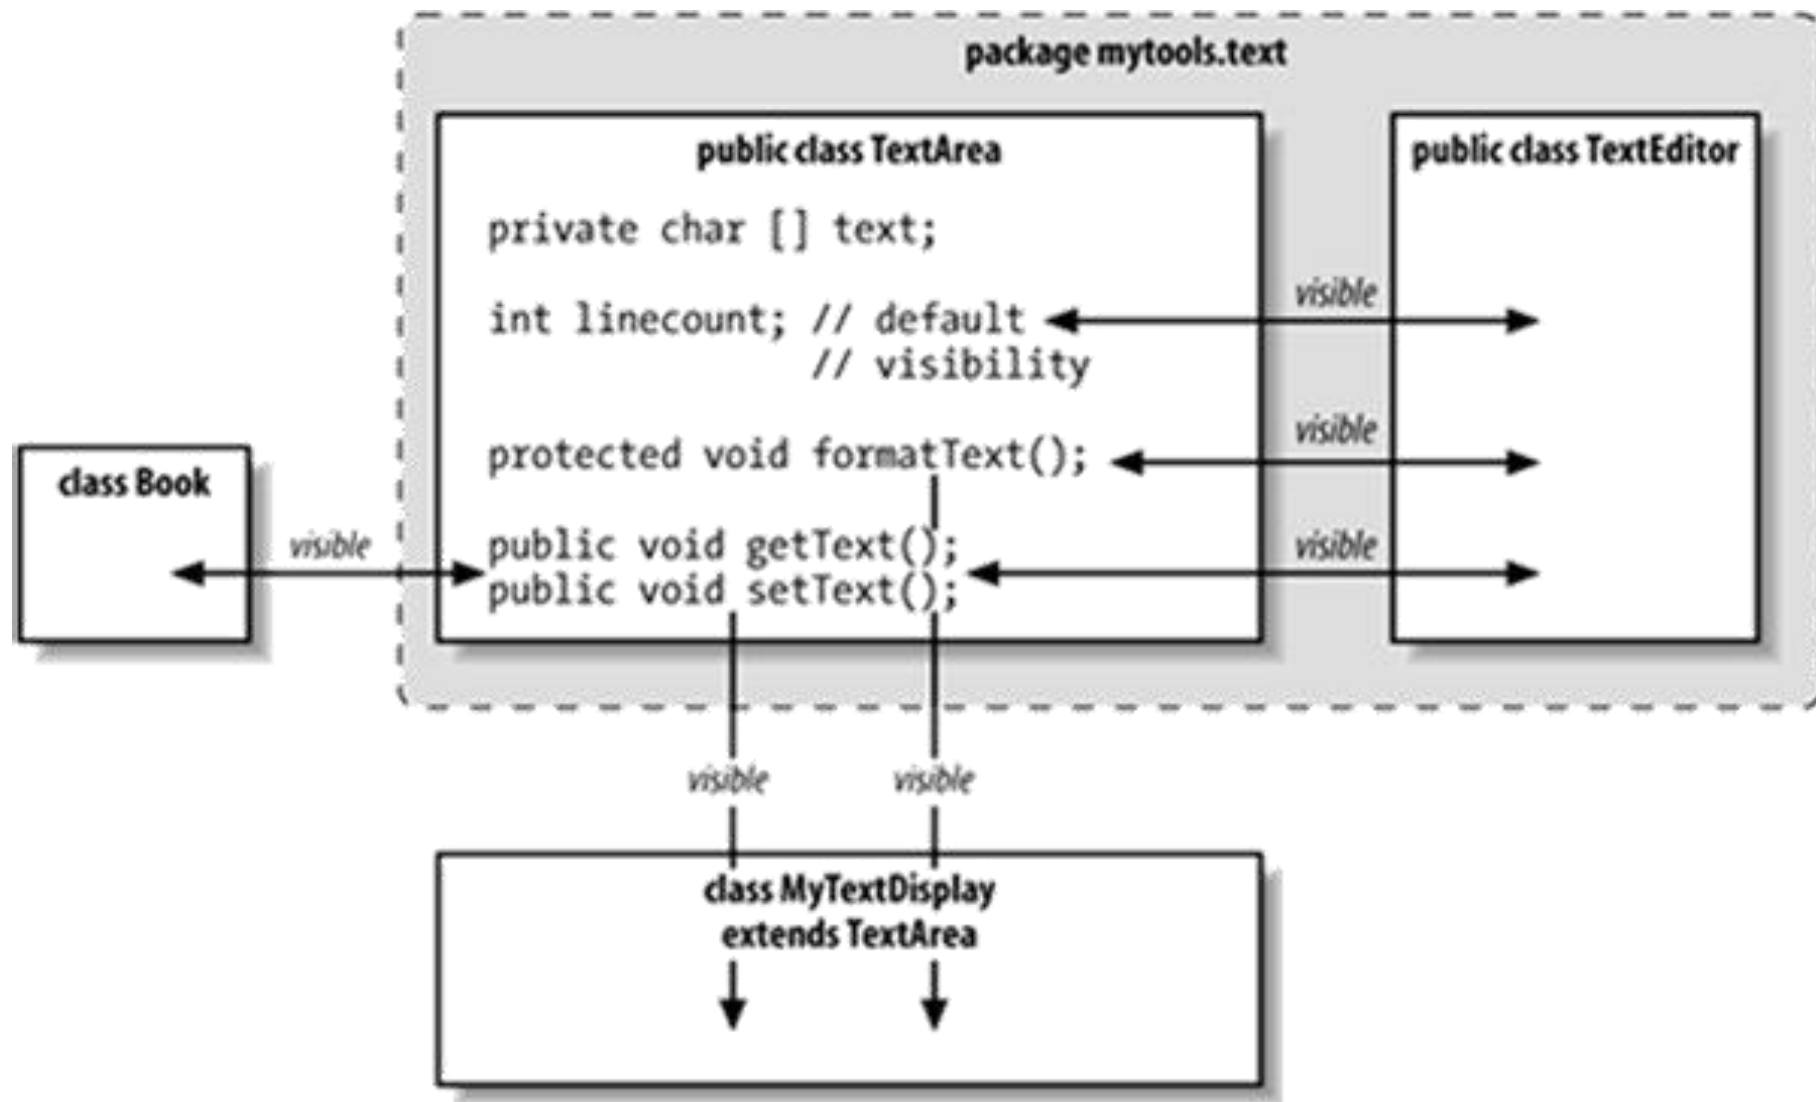 package mytools.text
public class TextArea
private char [] text;
int linecount; // default
// visibility
protected void formatText();
public void getText();
public void setText();
public class TextEditor
visible
visible
visible
class Book
visible
visible
visible
class MyTextDisplay
extends TextArea